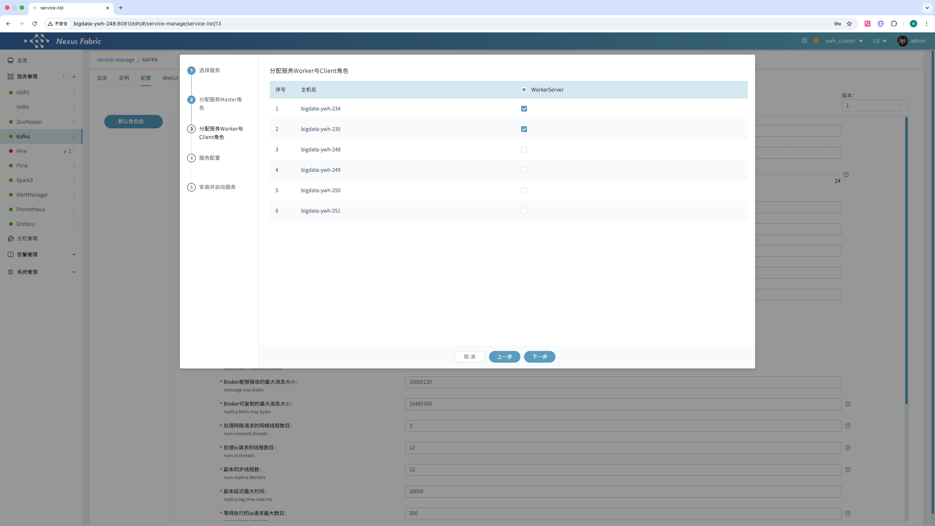 service-list
不安全 bigdata-ywh-248:8081/ddh/#/service-manage/service-list/13
Nexus Fabric
ywh_cluster
US
admin
总览
服务管理
HDFS
YARN
ZooKeeper
Kafka
Hive
1
Flink
Spark3
AlertManager
Prometheus
Grafana
主机管理
告警管理
系统管理
service-manage / KAFKA
总览 实例 配置 WebUI
默认角色组
版本:
1
24
1 选择服务
2 分配服务Master角
色
3 分配服务Worker与
Client角色
4 服务配置
5 安装并启动服务
分配服务Worker与Client角色
序号 主机名 WorkerServer
1 bigdata-ywh-234
2 bigdata-ywh-235
3 bigdata-ywh-248
4 bigdata-ywh-249
5 bigdata-ywh-250
6 bigdata-ywh-251
取 消 上一步 下一步
* Broker能够接收的最大消息大小: 10000120
message.max.bytes
* Broker可复制的最大消息大小: 10485760
replica.fetch.max.bytes
* 处理网络请求的网络线程数目: 3
num.network.threads
* 处理io请求的线程数目: 12
num.io.threads
* 副本同步线程数: 12
num.replica.fetchers
* 副本延迟最大时间: 20000
replica.lag.time.max.ms
* 等待执行的io请求最大数目: 500